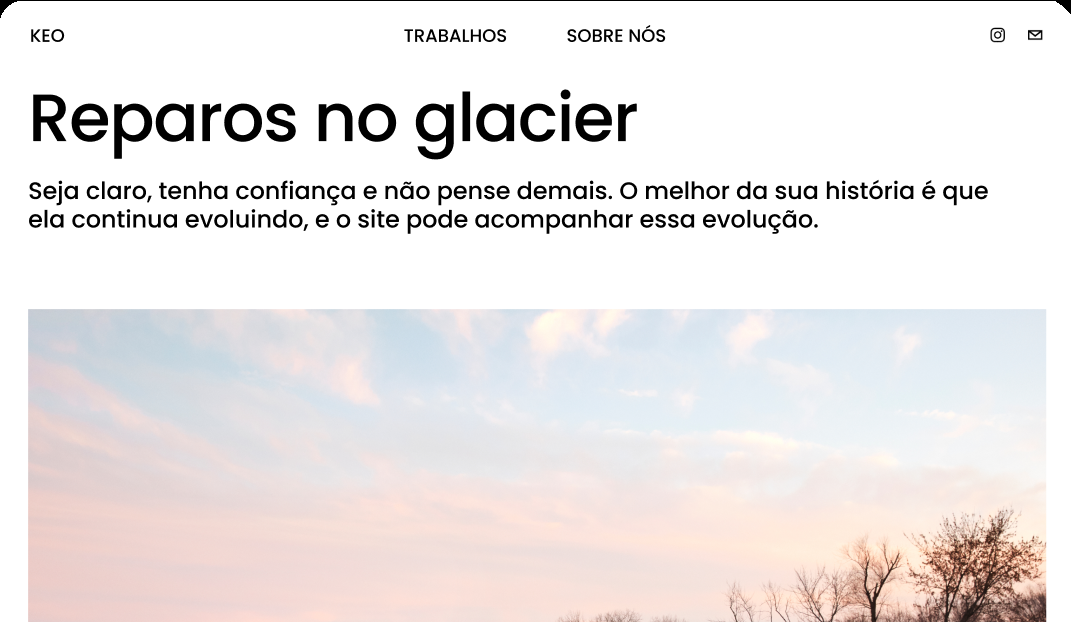 KEO
TRABALHOS
SOBRE NÓS
Reparos no glacier
Seja claro, tenha confiança e não pense demais. O melhor da sua história é que
ela continua evoluindo, e o site pode acompanhar essa evolução.